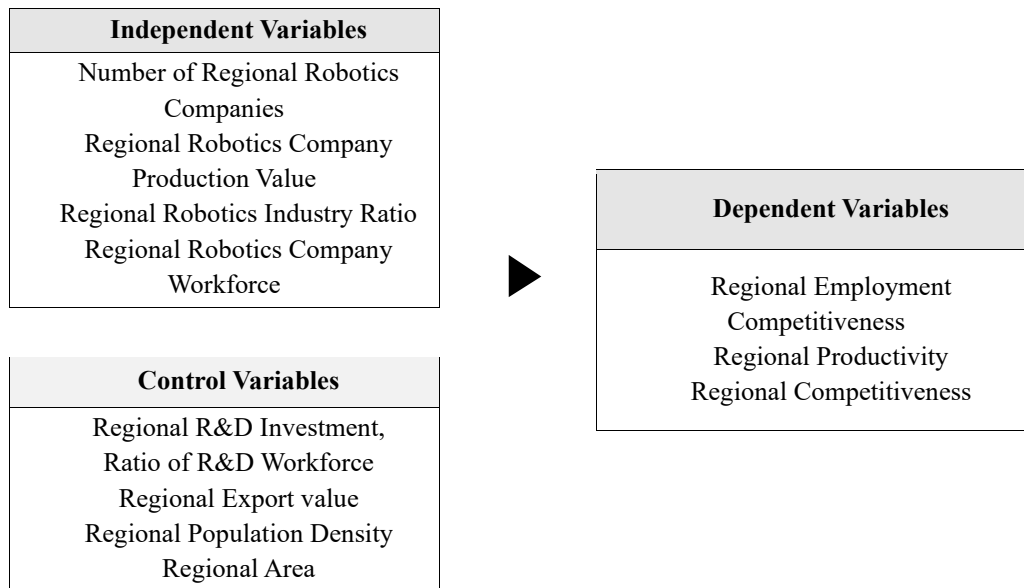 Independent Variables
Number of Regional Robotics
Companies
Regional Robotics Company
Production Value
Regional Robotics Industry Ratio
Regional Robotics Company
Workforce
Control Variables
Regional R&D Investment,
Ratio of R&D Workforce
Regional Export value
Regional Population Density
Regional Area
Dependent Variables
Regional Employment
Competitiveness
Regional Productivity
Regional Competitiveness